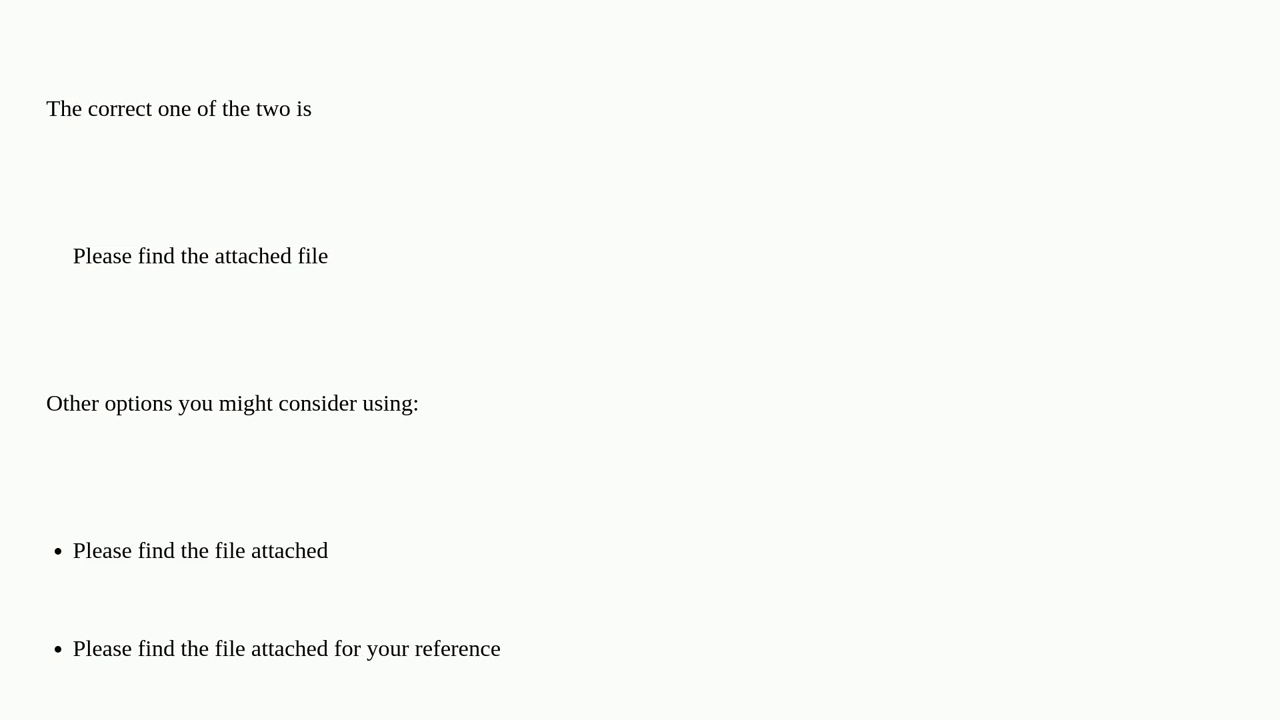 The correct one of the two is
Please find the attached file
Other options you might consider using:
• Please find the file attached
• Please find the file attached for your reference